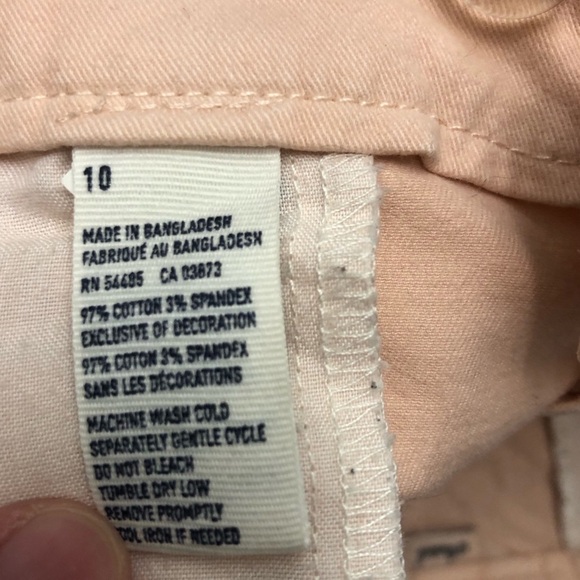 10
MADE IN BANGLADESH
FABRIQUÉ AU BANGLADESH
RN 54485 CA 03873
97% COTTON 3% SPANDEX
EXCLUSIVE OF DECORATION
97% COTON 3% SPANDEX
SANS LES DÉCORATIONS
MACHINE WASH COLD
SEPARATELY GENTLE CYCLE
DO NOT BLEACH
TUMBLE DRY LOW
REMOVE PROMPTLY
COOL IRON IF NEEDED